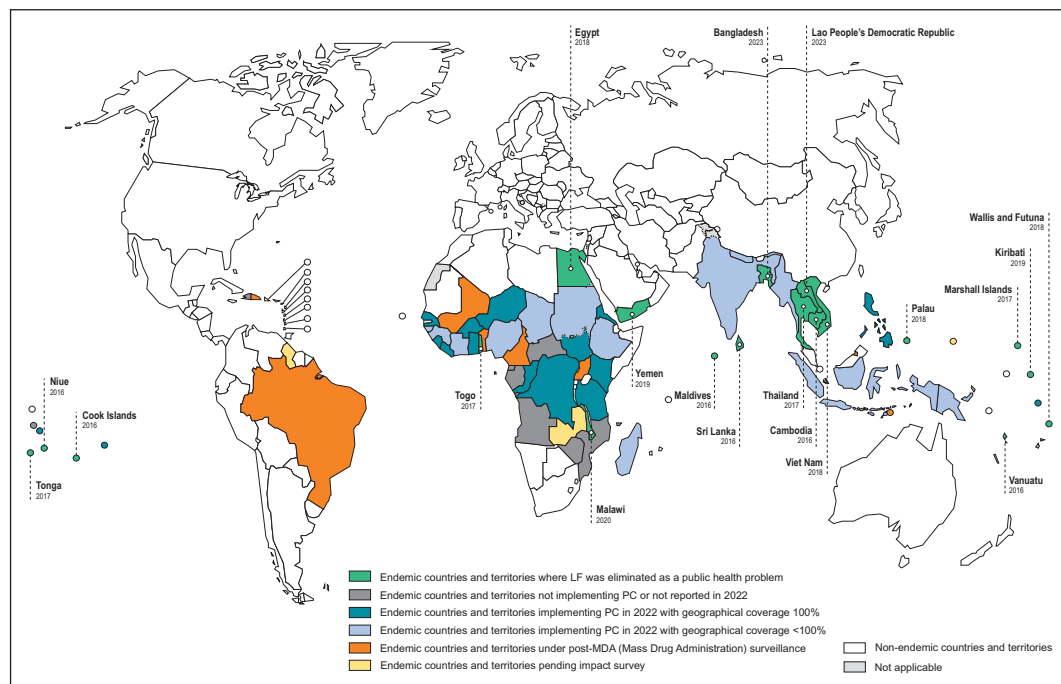 Egypt
2018
Bangladesh
2023
Lao People's Democratic Republic
2023
Wallis and Futuna
2018
Kiribati
2019
Marshall Islands
2017
Palau
2018
Niue
2016
Cook Islands
2016
Tonga
2017
Togo
2017
Yemen
2019
Maldives
2016
Sri Lanka
2016
Thailand
2017
Cambodia
2016
Viet Nam
2018
Vanuatu
2016
Malawi
2020
Endemic countries and territories where LF was eliminated as a public health problem
Endemic countries and territories not implementing PC or not reported in 2022
Endemic countries and territories implementing PC in 2022 with geographical coverage 100%
Endemic countries and territories implementing PC in 2022 with geographical coverage <100%
Endemic countries and territories under post-MDA (Mass Drug Administration) surveillance
Endemic countries and territories pending impact survey
Non-endemic countries and territories
Not applicable